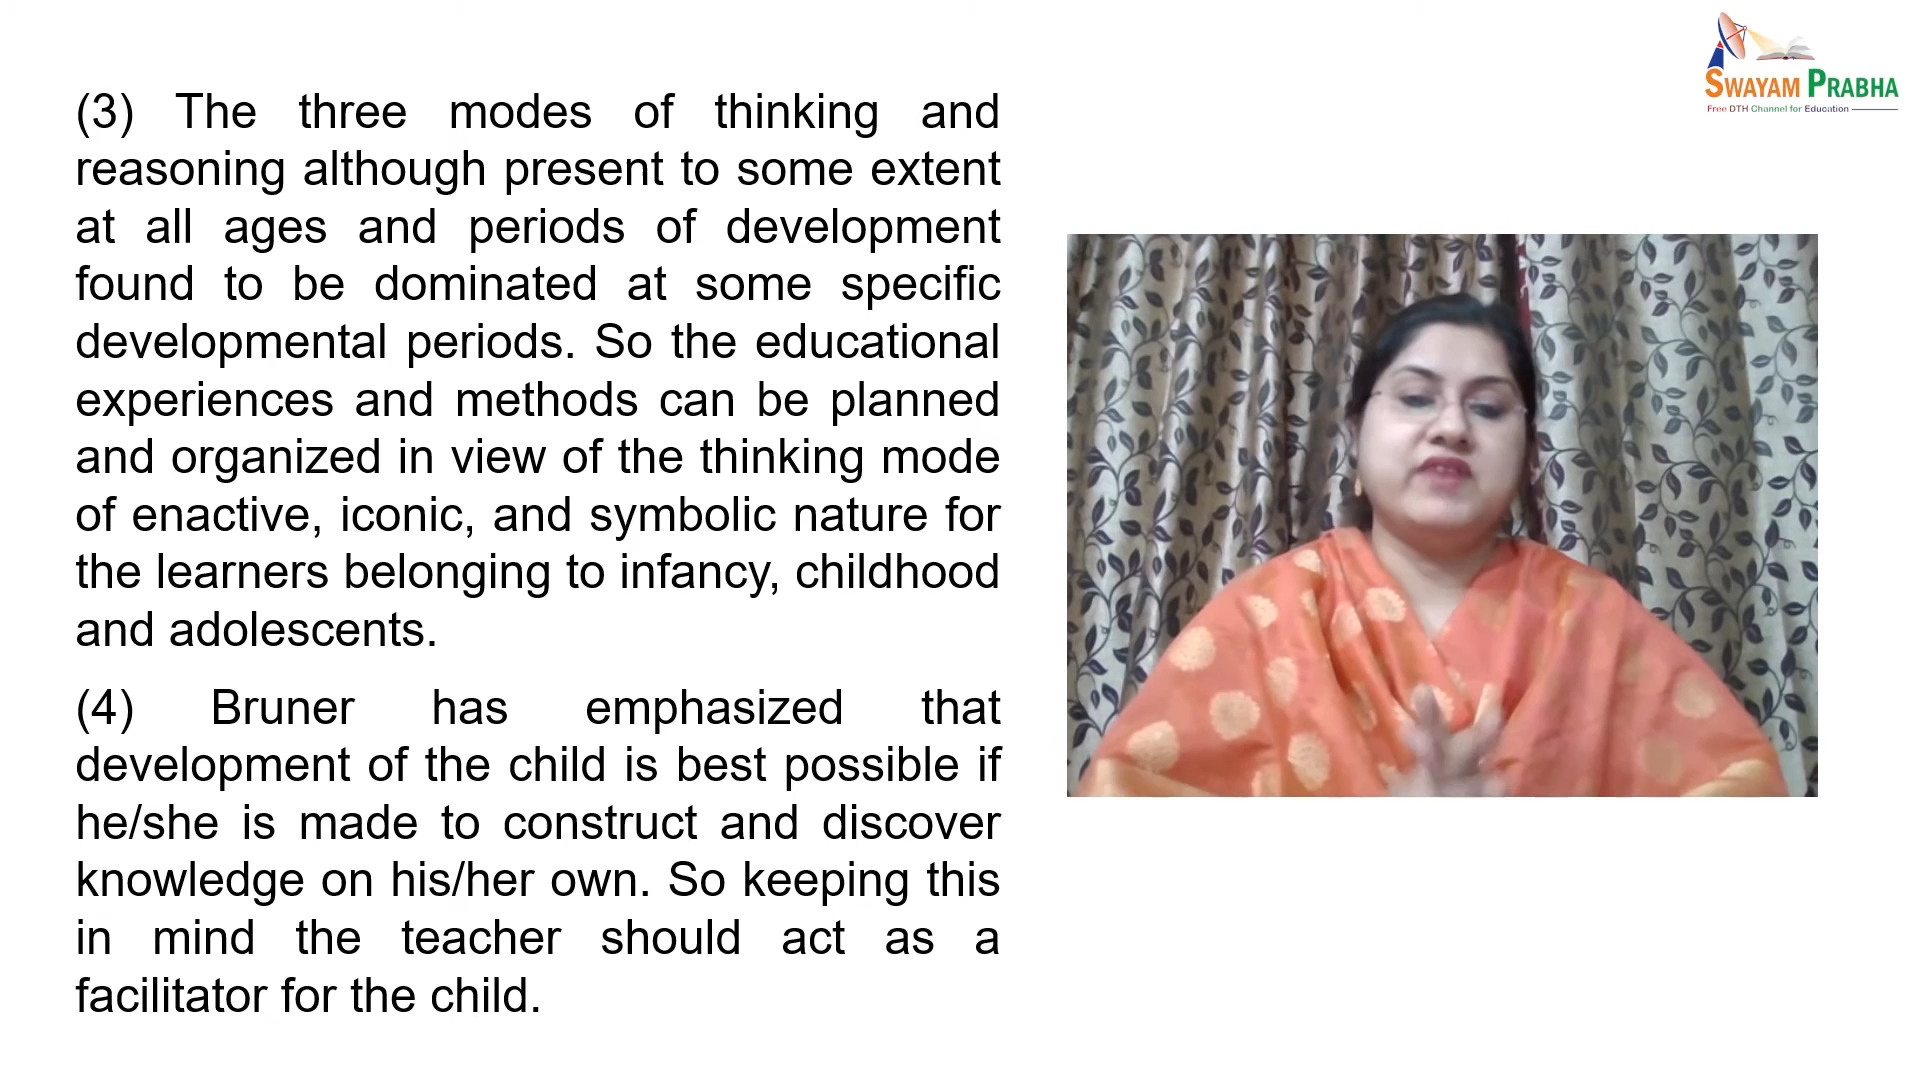 (3) The three modes of thinking and
reasoning although present to some extent
at all ages and periods of development
found to be dominated at some specific
developmental periods. So the educational
experiences and methods can be planned
and organized in view of the thinking mode
of enactive, iconic, and symbolic nature for
the learners belonging to infancy, childhood
and adolescents.
(4) Bruner has emphasized that
development of the child is best possible if
he/she is made to construct and discover
knowledge on his/her own. So keeping this
in mind the teacher should act as a
facilitator for the child.
SWAYAM PRABHA
Free DTH Channel for Education